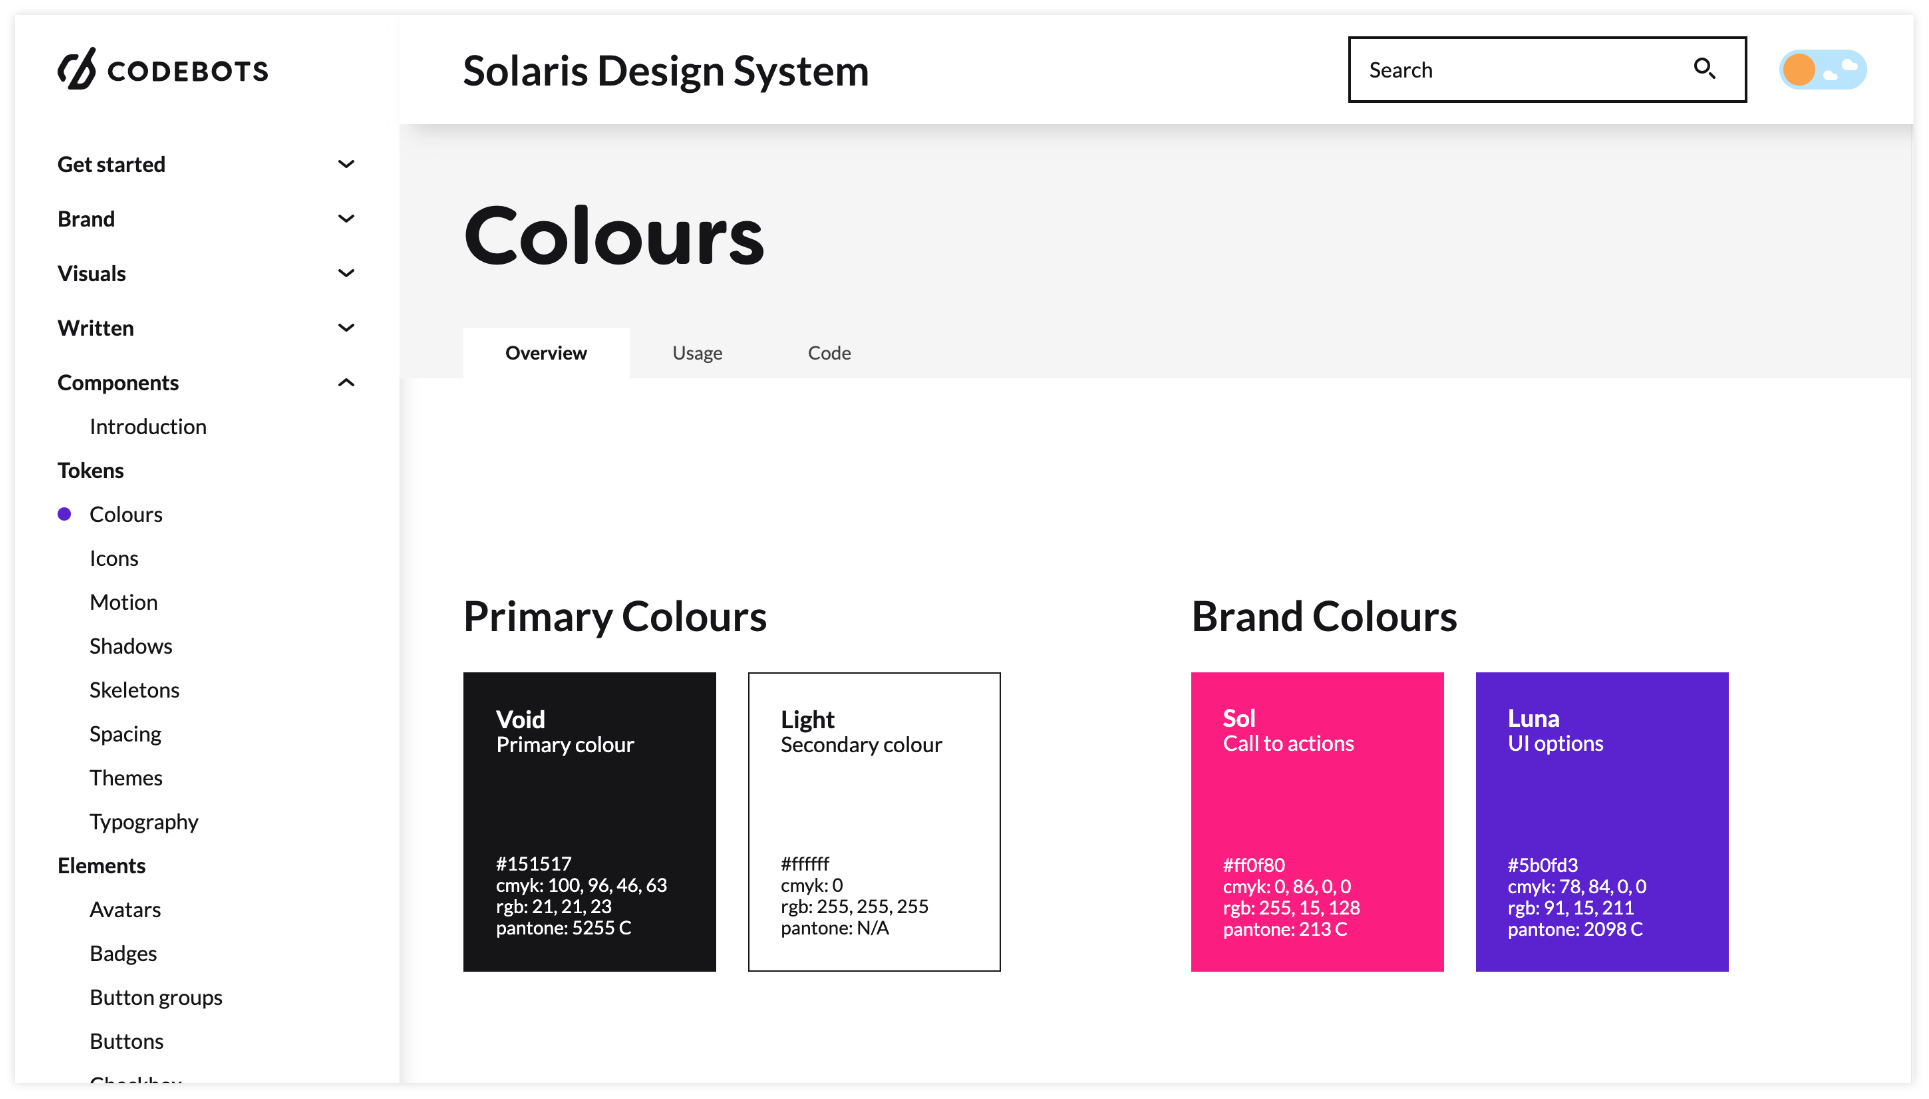 CODEBOTS
Solaris Design System
Search
Get started
Brand
Visuals
Written
Components
Introduction
Tokens
Colours
Icons
Motion
Shadows
Skeletons
Spacing
Themes
Typography
Elements
Avatars
Badges
Button groups
Buttons
Checkbox
Colours
Overview
Usage
Code
Primary Colours
Void
Primary colour
#151517
cmyk: 100, 96, 46, 63
rgb: 21, 21, 23
pantone: 5255 C
Light
Secondary colour
#ffffff
cmyk: 0
rgb: 255, 255, 255
pantone: N/A
Brand Colours
Sol
Call to actions
#ff0f80
cmyk: 0, 86, 0, 0
rgb: 255, 15, 128
pantone: 213 C
Luna
UI options
#5b0fd3
cmyk: 78, 84, 0, 0
rgb: 91, 15, 211
pantone: 2098 C